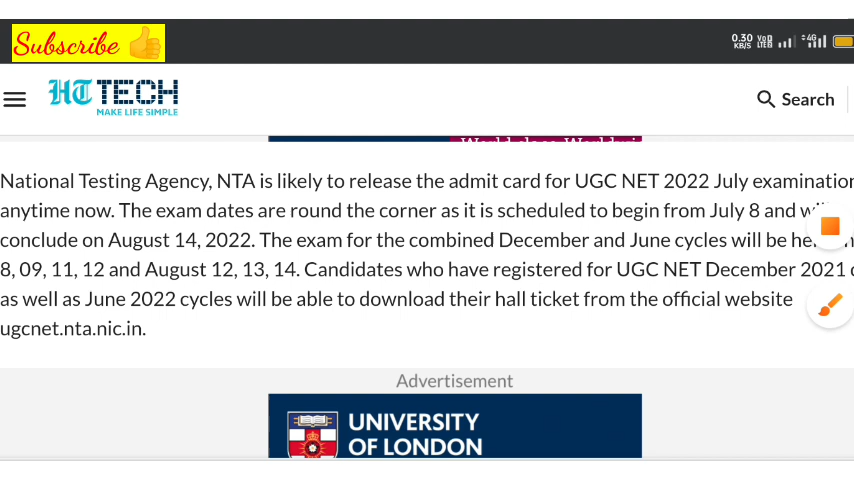 Subscribe
0.30 KB/S
4G
HT TECH
MAKE LIFE SIMPLE
Search
National Testing Agency, NTA is likely to release the admit card for UGC NET 2022 July examination
anytime now. The exam dates are round the corner as it is scheduled to begin from July 8 and
conclude on August 14, 2022. The exam for the combined December and June cycles will be
8, 09, 11, 12 and August 12, 13, 14. Candidates who have registered for UGC NET December 2021
as well as June 2022 cycles will be able to download their hall ticket from the official website
ugcnet.nta.nic.in.
Advertisement
UNIVERSITY
OF LONDON